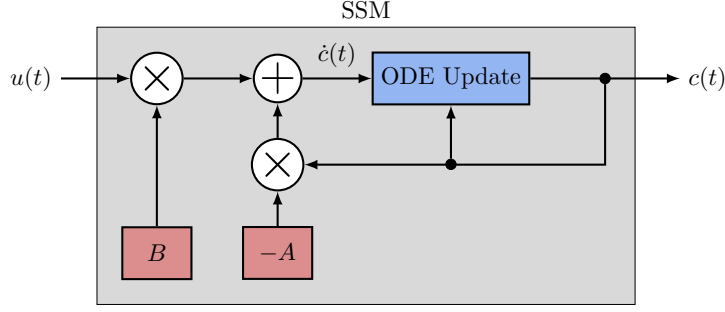 SSM
u(t)
ċ(t)
ODE Update
c(t)
B
−A